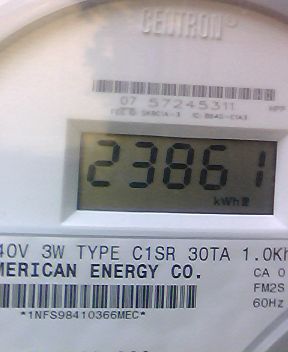 CENTRON®
07 57245311
23861
kWh
40V 3W TYPE C1SR 30TA 1.0Kh
MERICAN ENERGY CO.
CA 0
FM2S
60Hz
*1NFS98410366MEC*